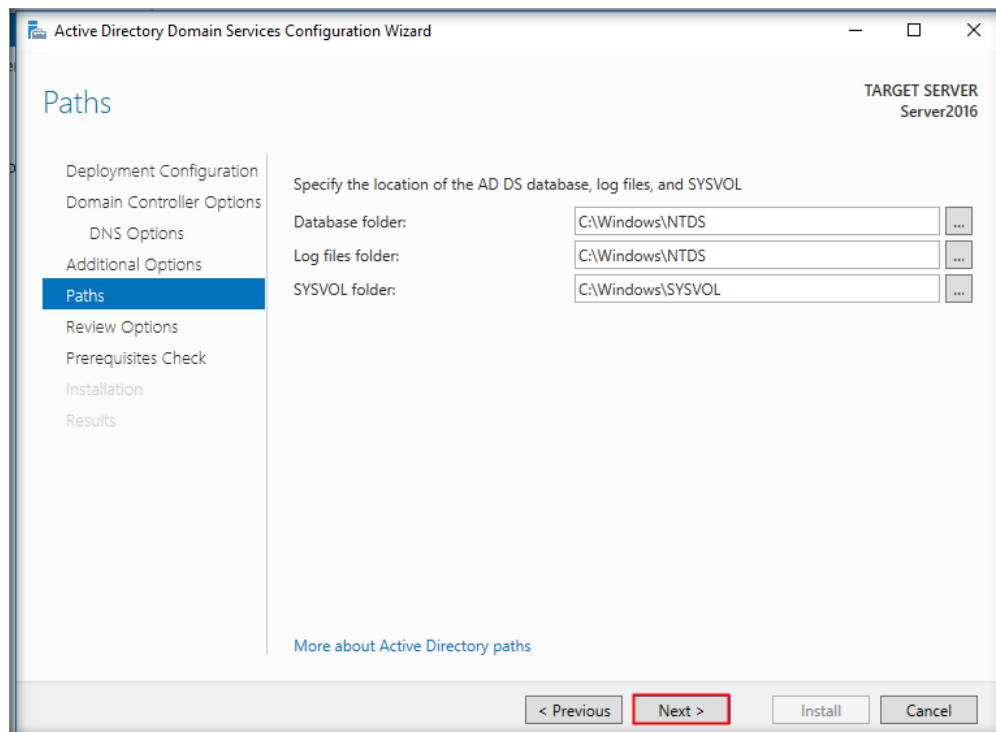 Active Directory Domain Services Configuration Wizard
Paths
TARGET SERVER
Server2016
Deployment Configuration
Domain Controller Options
DNS Options
Additional Options
Paths
Review Options
Prerequisites Check
Installation
Results
Specify the location of the AD DS database, log files, and SYSVOL
Database folder: C:\Windows\NTDS ...
Log files folder: C:\Windows\NTDS ...
SYSVOL folder: C:\Windows\SYSVOL ...
More about Active Directory paths
< Previous Next > Install Cancel